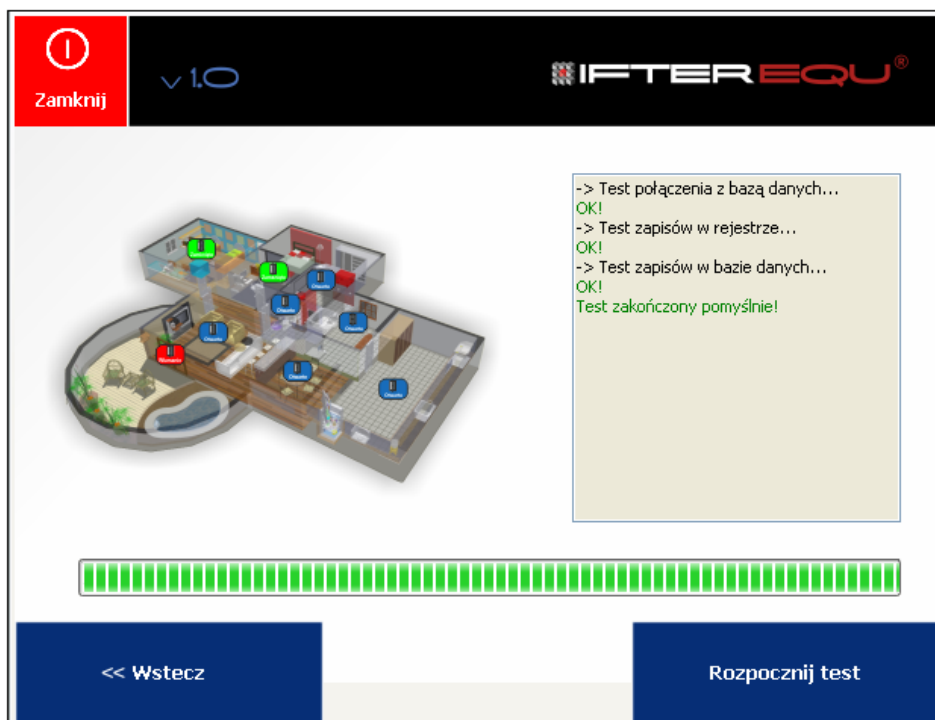 Zamknij
v 1.0
IFTER EQU®
-> Test połączenia z bazą danych...
OK!
-> Test zapisów w rejestrze...
OK!
-> Test zapisów w bazie danych...
OK!
Test zakończony pomyślnie!
<< Wstecz
Rozpocznij test